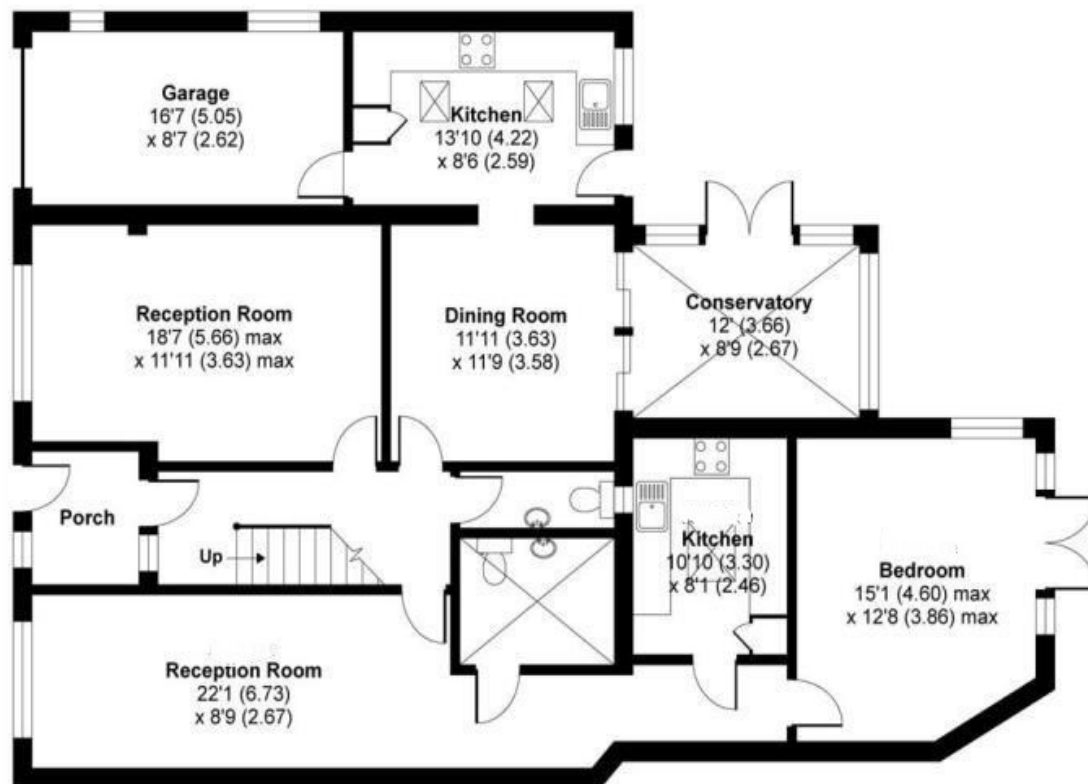 Garage
16'7 (5.05)
x 8'7 (2.62)
Kitchen
13'10 (4.22)
x 8'6 (2.59)
Reception Room
18'7 (5.66) max
x 11'11 (3.63) max
Dining Room
11'11 (3.63)
x 11'9 (3.58)
Conservatory
12' (3.66)
x 8'9 (2.67)
Porch
Up
Kitchen
10'10 (3.30)
x 8'1 (2.46)
Bedroom
15'1 (4.60) max
x 12'8 (3.86) max
Reception Room
22'1 (6.73)
x 8'9 (2.67)